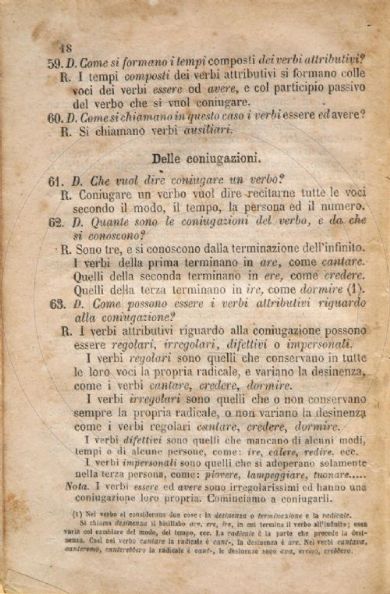 18
59. D. Come si formano i tempi composti dei verbi attributivi?
R. I tempi composti dei verbi attributivi si formano colle
voci dei verbi essere od avere, e col participio passivo
del verbo che si vuol coniugare.
60. D. Come si chiamano in questo caso i verbi essere ed avere?
R. Si chiamano verbi ausiliari.
Delle coniugazioni.
61. D. Che vuol dire coniugare un verbo?
R. Coniugare un verbo vuol dire recitarne tutte le voci
secondo il modo, il tempo, la persona ed il numero.
62. D. Quante sono le coniugazioni del verbo, e da che
si conoscono?
R. Sono tre, e si conoscono dalla terminazione dell'infinito.
I verbi della prima terminano in are, come cantare.
Quelli della seconda terminano in ere, come credere.
Quelli della terza terminano in ire, come dormire (1).
63. D. Come possono essere i verbi attributivi riguardo
alla coniugazione?
R. I verbi attributivi riguardo alla coniugazione possono
essere regolari, irregolari, difettivi o impersonali.
I verbi regolari sono quelli che conservano in tutte
le loro voci la propria radicale, e variano la desinenza,
come i verbi cantare, credere, dormire.
I verbi irregolari sono quelli che o non conservano
sempre la propria radicale, o non variano la desinenza
come i verbi regolari cantare, credere, dormire.
I verbi difettivi sono quelli che mancano di alcuni modi,
tempi o di alcune persone, come: ire, calere, redire. ecc.
I verbi impersonali sono quelli che si adoperano solamente
nella terza persona, come: piovere, lampeggiare, tuonare.....
Nota. I verbi essere ed avere sono irregolarissimi ed hanno una
coniugazione loro propria. Cominciamo a coniugarli.
(1) Nel verbo si considerano due cose: la desinenza o terminazione e la radicale.
Si chiama desinenza il bisillabo are, ere, ire, in cui termina il verbo all'infinito; essa
varia col cambiare del modo, del tempo, ecc. La radicale è la parte che precede la desi-
nenza. Così nel verbo cantare la radicale è cant-, la desinenza è are. Nei verbi cantava,
canteremo, canterebbero la radicale è cant-, le desinenze sono ava, eremo, erebbero.